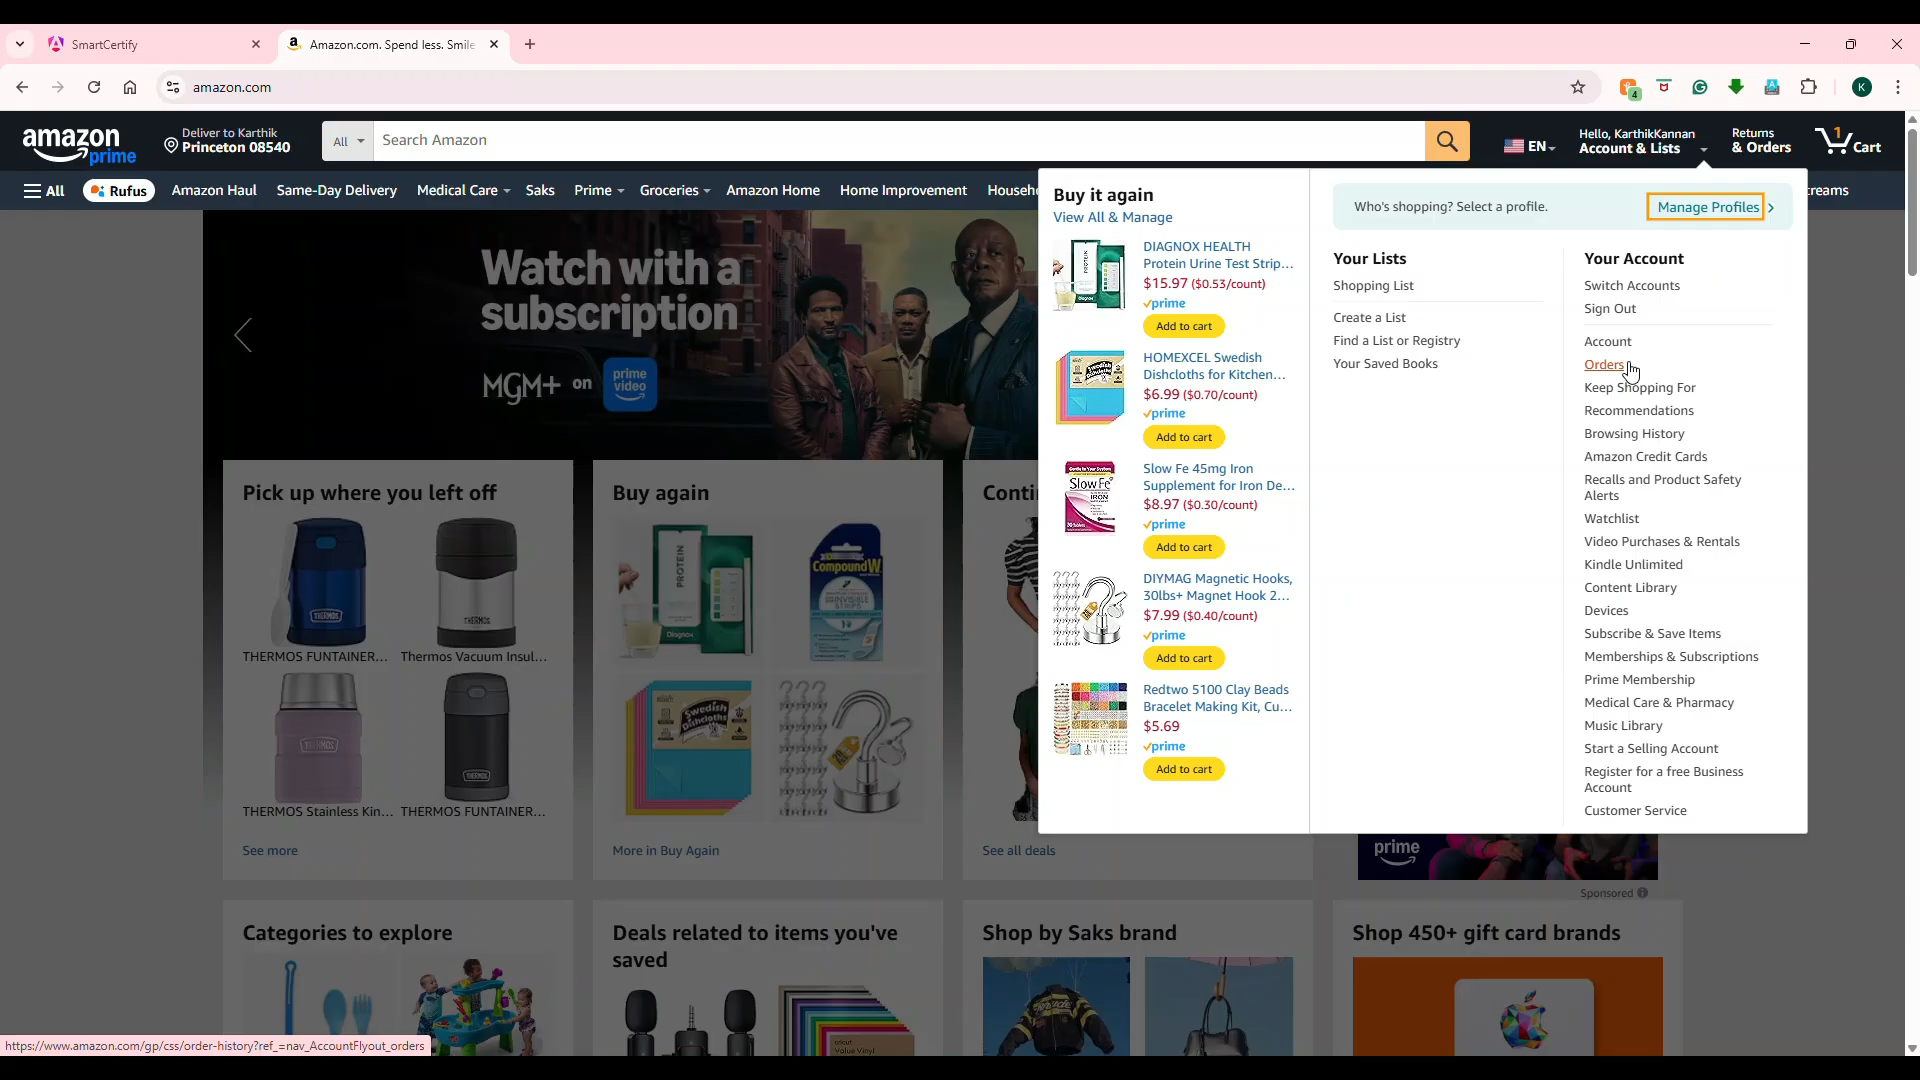 SmartCertify
Amazon.com. Spend less. Smile
amazon.com
4
K
amazon
prime
Deliver to Karthik
Princeton 08540
All
Search Amazon
EN
Hello, KarthikKannan
Account & Lists
Returns
& Orders
1
Cart
All
Rufus
Amazon Haul
Same-Day Delivery
Medical Care
Saks
Prime
Groceries
Amazon Home
Home Improvement
Househ
reams
Watch with a
subscription
MGM+ on prime video
Buy it again
View All & Manage
DIAGNOX HEALTH
Protein Urine Test Strip...
$15.97 ($0.53/count)
prime
Add to cart
HOMEXCEL Swedish
Dishcloths for Kitchen...
$6.99 ($0.70/count)
prime
Add to cart
Slow Fe 45mg Iron
Supplement for Iron De...
$8.97 ($0.30/count)
prime
Add to cart
DIYMAG Magnetic Hooks,
30lbs+ Magnet Hook 2...
$7.99 ($0.40/count)
prime
Add to cart
Redtwo 5100 Clay Beads
Bracelet Making Kit, Cu...
$5.69
prime
Add to cart
Who's shopping? Select a profile.
Manage Profiles
Your Lists
Shopping List
Create a List
Find a List or Registry
Your Saved Books
Your Account
Switch Accounts
Sign Out
Account
Orders
Keep Shopping For
Recommendations
Browsing History
Amazon Credit Cards
Recalls and Product Safety
Alerts
Watchlist
Video Purchases & Rentals
Kindle Unlimited
Content Library
Devices
Subscribe & Save Items
Memberships & Subscriptions
Prime Membership
Medical Care & Pharmacy
Music Library
Start a Selling Account
Register for a free Business
Account
Customer Service
Pick up where you left off
THERMOS FUNTAINER...
Thermos Vacuum Insul...
THERMOS Stainless Kin...
THERMOS FUNTAINER...
See more
Buy again
PROTEIN
Diagnox
Compound W
INVISIBLE
STRIPS
Swedish
Dishcloths
More in Buy Again
Conti
See all deals
prime
Sponsored
Categories to explore
Deals related to items you've
saved
cricut
Value Vinyl
Shop by Saks brand
Shop 450+ gift card brands
https://www.amazon.com/gp/css/order-history?ref_=nav_AccountFlyout_orders